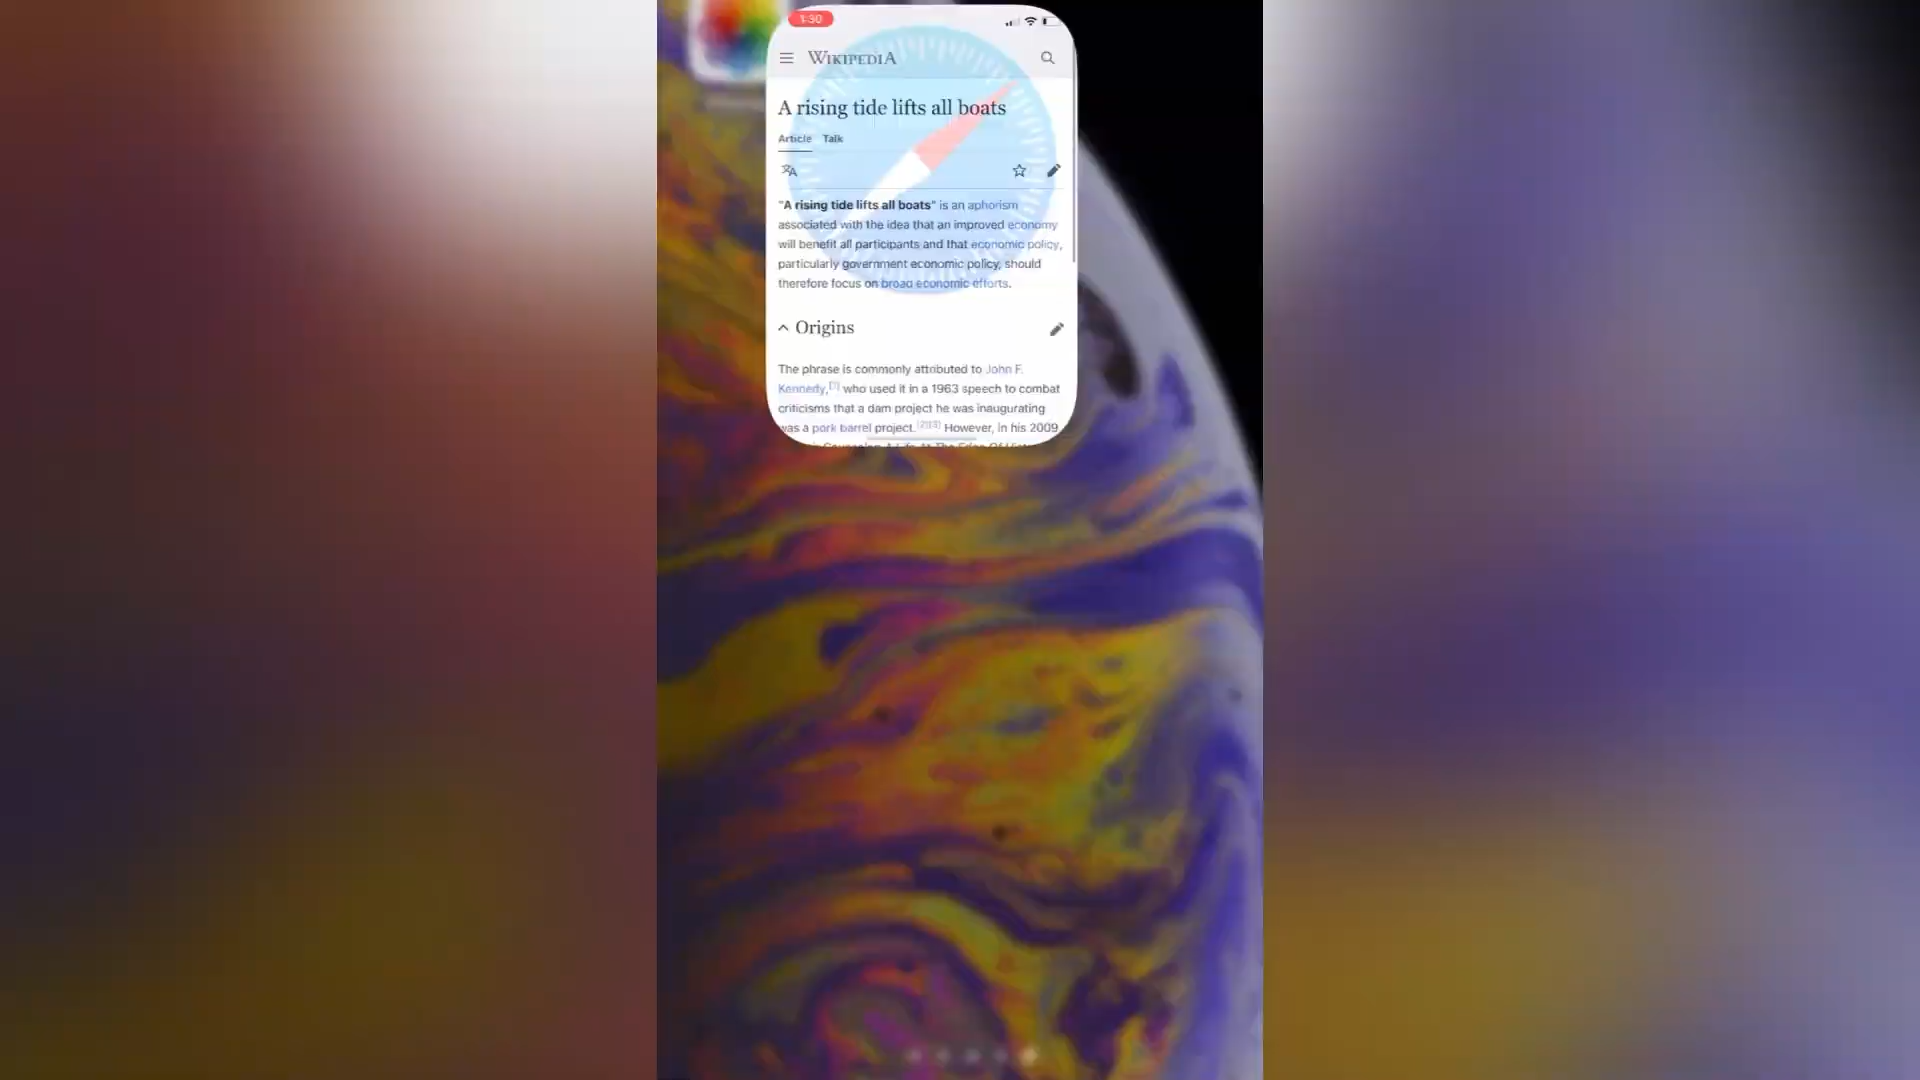 1:30
WIKIPEDIA
A rising tide lifts all boats
Article Talk
"A rising tide lifts all boats" is an aphorism
associated with the idea that an improved economy
will benefit all participants and that economic policy,
particularly government economic policy, should
therefore focus on broad economic efforts.
Origins
The phrase is commonly attributed to John F.
Kennedy,[1] who used it in a 1963 speech to combat
criticisms that a dam project he was inaugurating
was a pork barrel project.[2][3] However, in his 2009